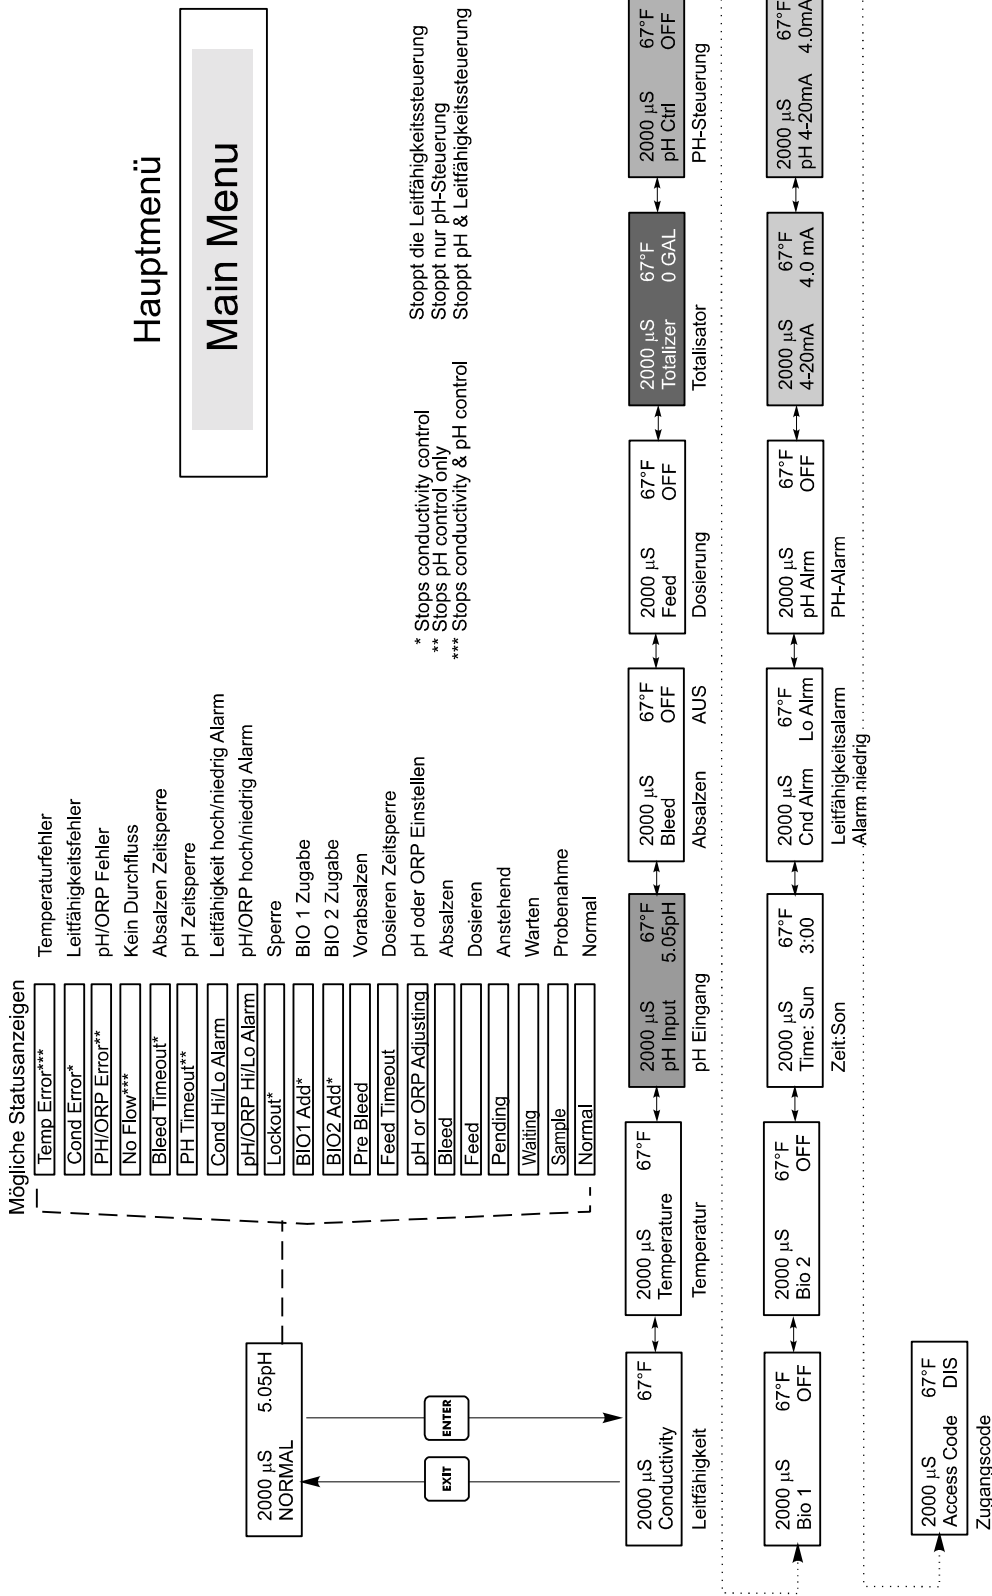 Hauptmenü
Main Menu
Mögliche Statusanzeigen
Temp Error*** Temperaturfehler
Cond Error* Leitfähigkeitsfehler
PH/ORP Error** pH/ORP Fehler
No Flow*** Kein Durchfluss
Bleed Timeout* Absalzen Zeitsperre
PH Timeout** pH Zeitsperre
Cond Hi/Lo Alarm Leitfähigkeit hoch/niedrig Alarm
pH/ORP Hi/Lo Alarm pH/ORP hoch/niedrig Alarm
Lockout* Sperre
BIO1 Add* BIO 1 Zugabe
BIO2 Add* BIO 2 Zugabe
Pre Bleed Vorabsalzen
Feed Timeout Dosieren Zeitsperre
pH or ORP Adjusting pH oder ORP Einstellen
Bleed Absalzen
Feed Dosieren
Pending Anstehend
Waiting Warten
Sample Probenahme
Normal Normal
2000 µS 5.05pH
NORMAL
EXIT
ENTER
* Stops conductivity control Stoppt die Leitfähigkeitssteuerung
** Stops pH control only Stoppt nur pH-Steuerung
*** Stops conductivity & pH control Stoppt pH & Leitfähigkeitssteuerung
2000 µS 67°F
Conductivity
Leitfähigkeit
2000 µS 67°F
Temperature
Temperatur
2000 µS 67°F
pH Input 5.05pH
pH Eingang
2000 µS 67°F
Bleed OFF
Absalzen AUS
2000 µS 67°F
Feed OFF
Dosierung
2000 µS 67°F
Totalizer 0 GAL
Totalisator
2000 µS 67°F
pH Ctrl OFF
PH-Steuerung
2000 µS 67°F
Bio 1 OFF
2000 µS 67°F
Bio 2 OFF
2000 µS 67°F
Time: Sun 3:00
Zeit:Son
2000 µS 67°F
Cnd Alrm Lo Alrm
Leitfähigkeitsalarm
Alarm niedrig
2000 µS 67°F
pH Alrm OFF
PH-Alarm
2000 µS 67°F
4-20mA 4.0 mA
2000 µS 67°F
pH 4-20mA 4.0mA
2000 µS 67°F
Access Code DIS
Zugangscode